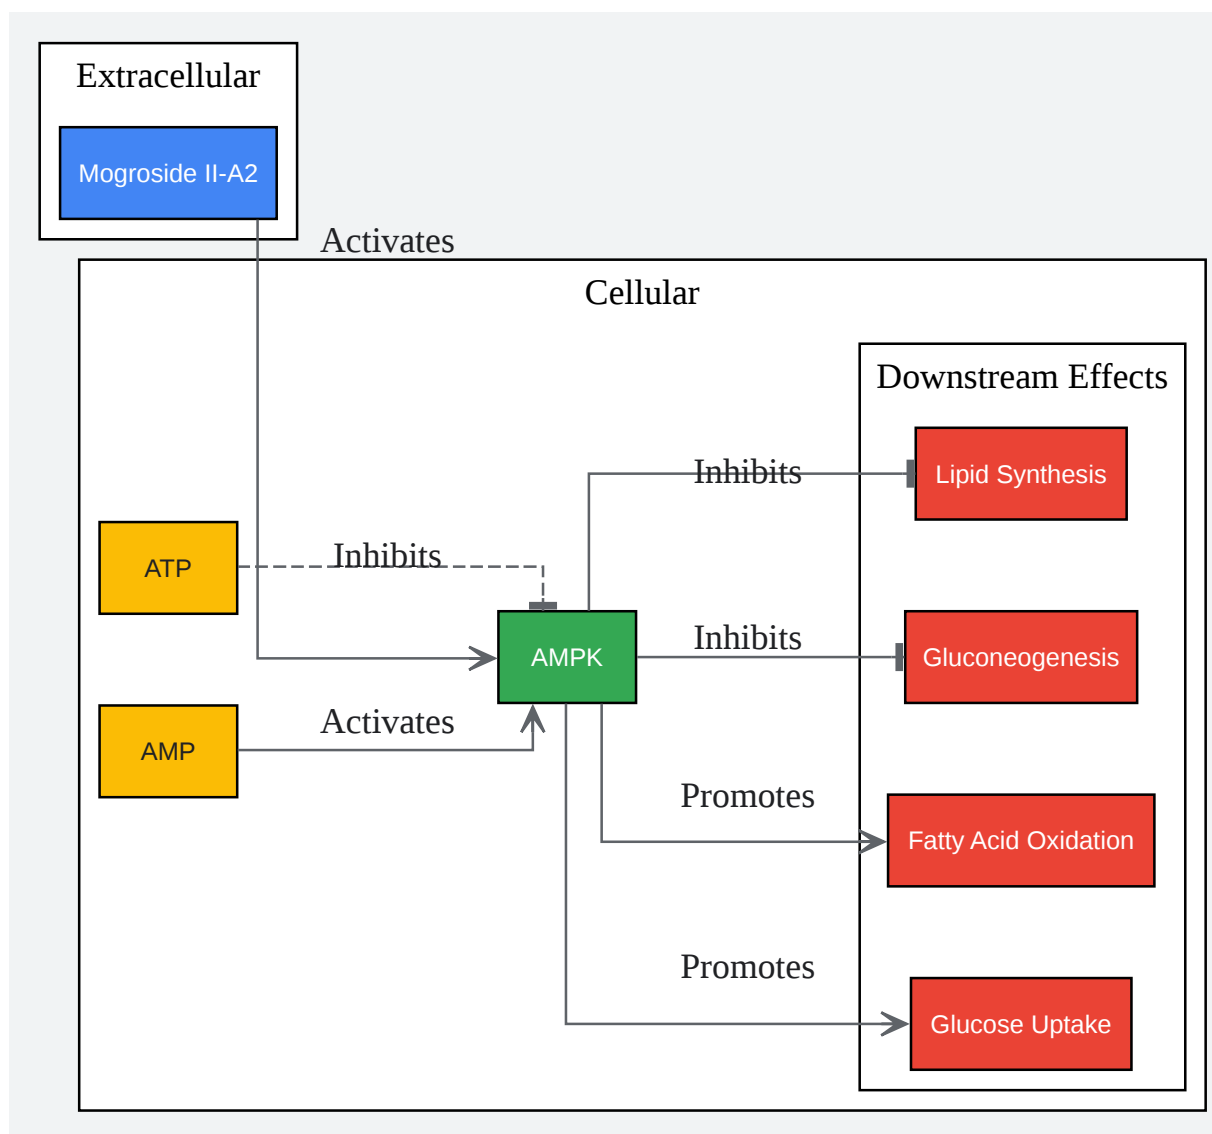 Extracellular
Mogroside II-A2
Activates
Cellular
Downstream Effects
Inhibits
Lipid Synthesis
ATP
Inhibits
AMPK
Inhibits
Gluconeogenesis
AMP
Activates
Promotes
Fatty Acid Oxidation
Promotes
Glucose Uptake